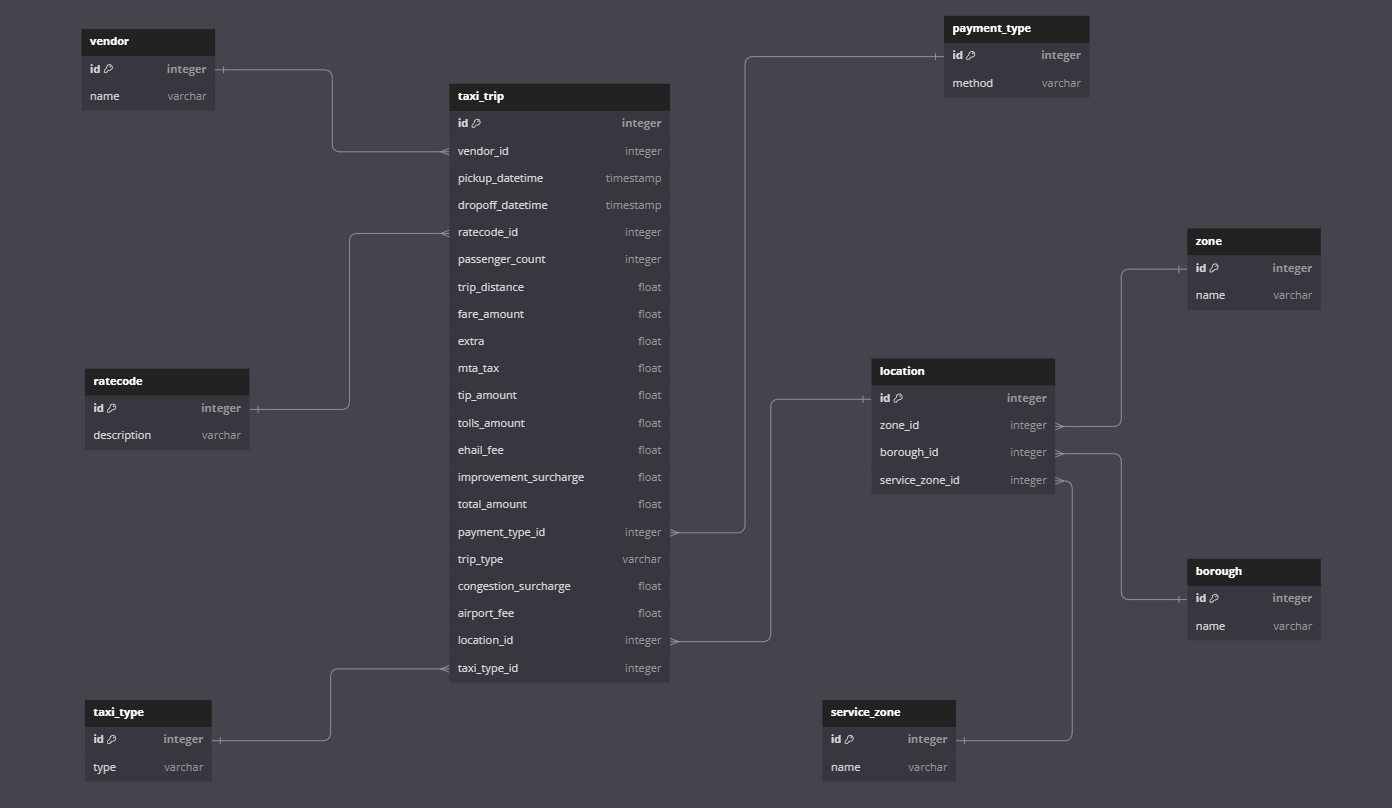 vendor
id integer
name varchar
payment_type
id integer
method varchar
taxi_trip
id integer
vendor_id integer
pickup_datetime timestamp
dropoff_datetime timestamp
ratecode_id integer
passenger_count integer
trip_distance float
fare_amount float
extra float
mta_tax float
tip_amount float
tolls_amount float
ehail_fee float
improvement_surcharge float
total_amount float
payment_type_id integer
trip_type varchar
congestion_surcharge float
airport_fee float
location_id integer
taxi_type_id integer
zone
id integer
name varchar
ratecode
id integer
description varchar
location
id integer
zone_id integer
borough_id integer
service_zone_id integer
borough
id integer
name varchar
taxi_type
id integer
type varchar
service_zone
id integer
name varchar